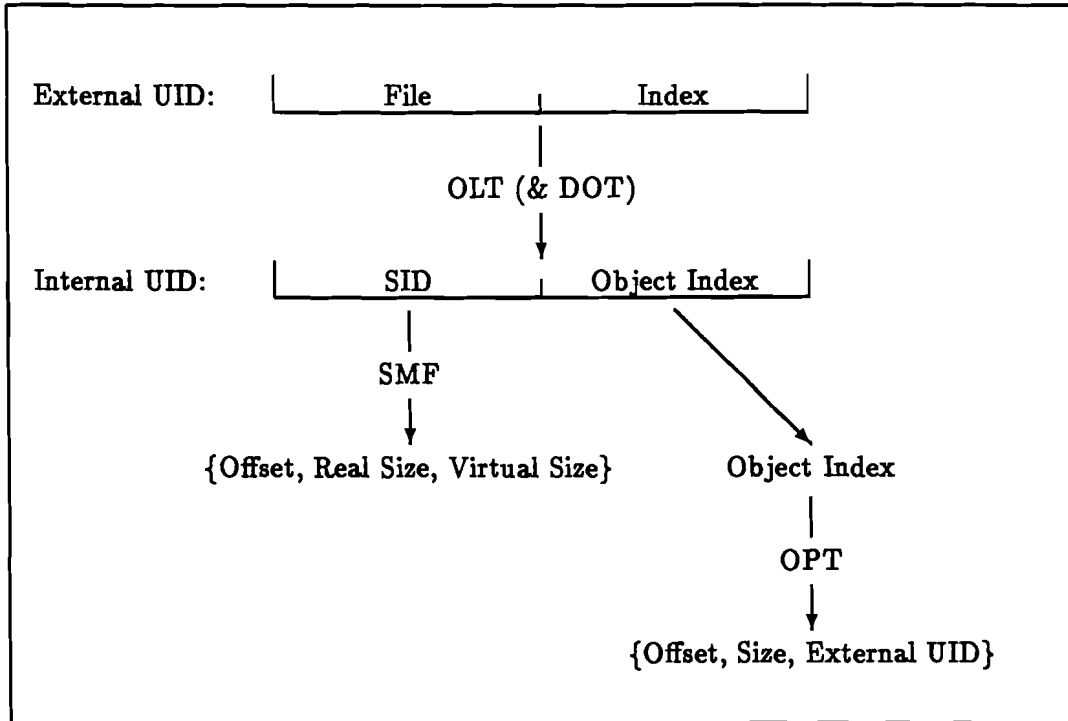 External UID: File Index
OLT (& DOT)
Internal UID: SID Object Index
SMF
{Offset, Real Size, Virtual Size} Object Index
OPT
{Offset, Size, External UID}